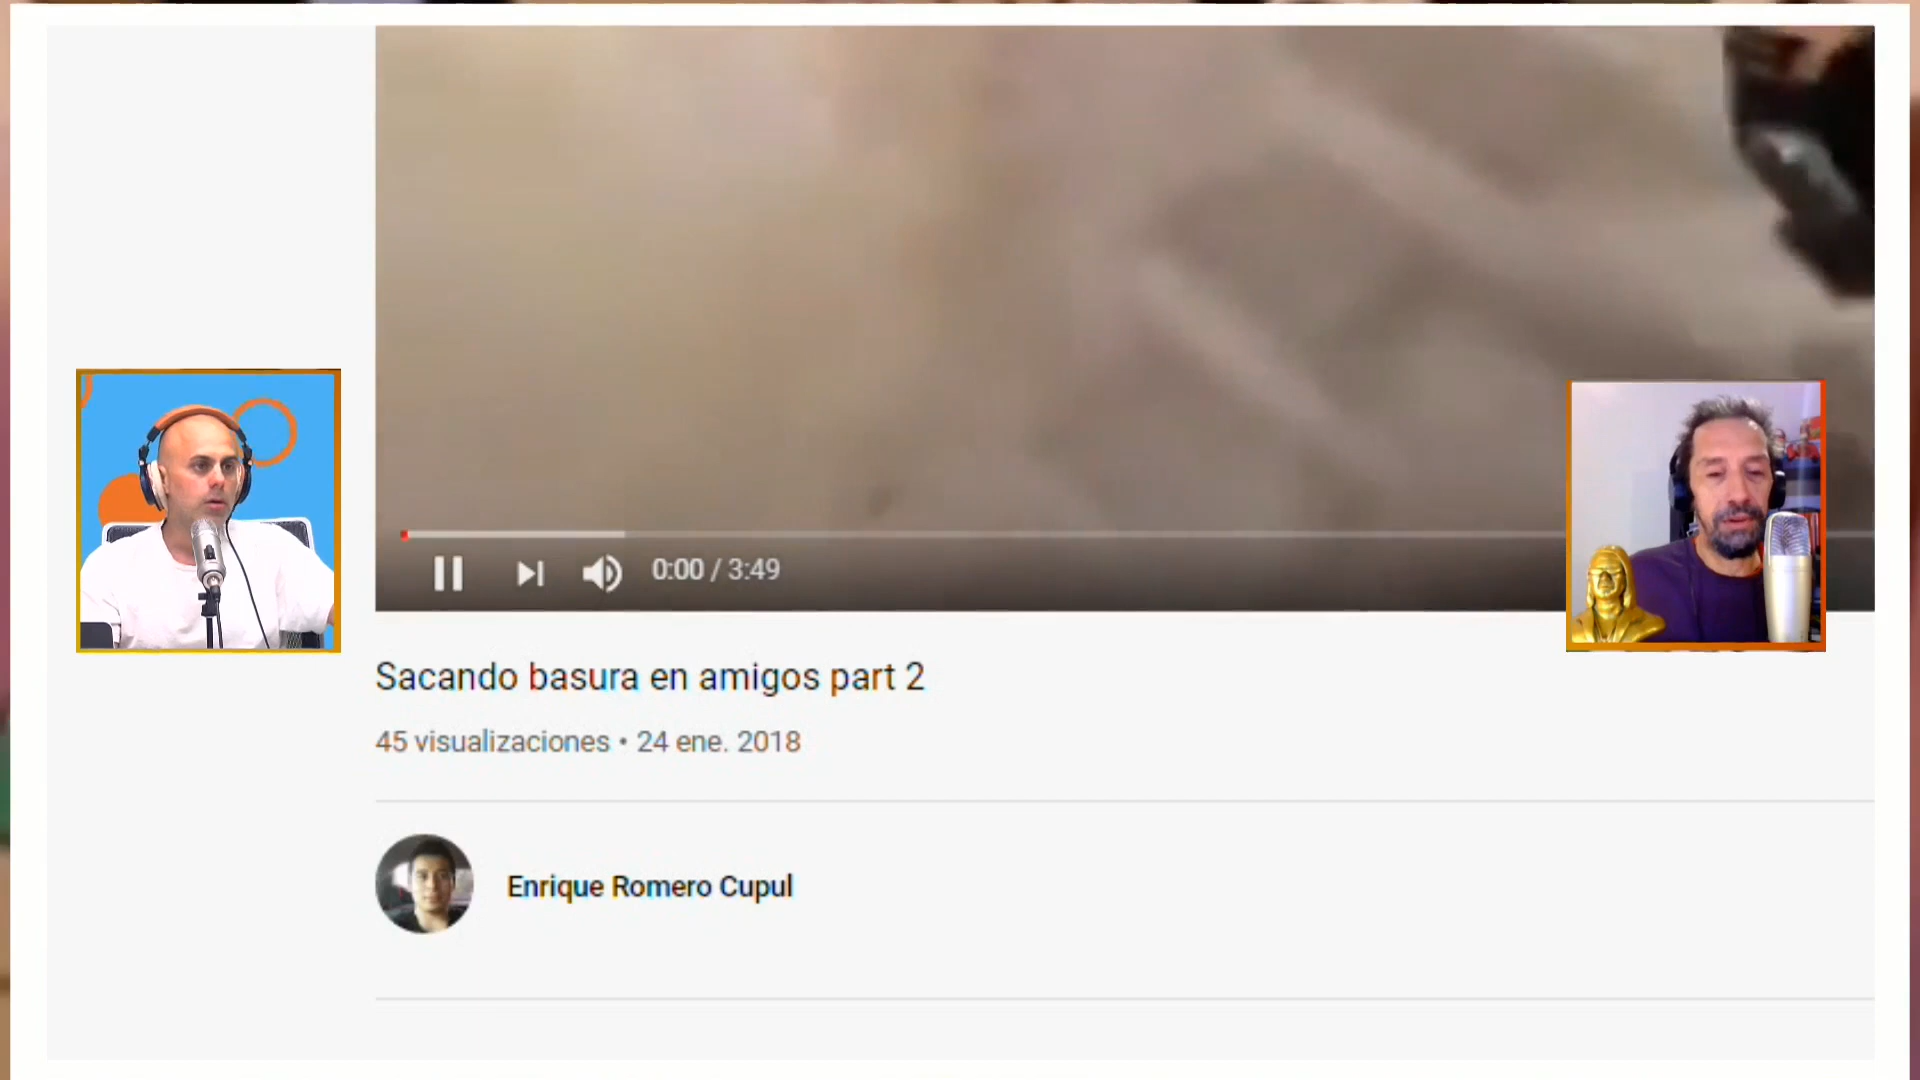 0:00 / 3:49
Sacando basura en amigos part 2
45 visualizaciones • 24 ene. 2018
Enrique Romero Cupul